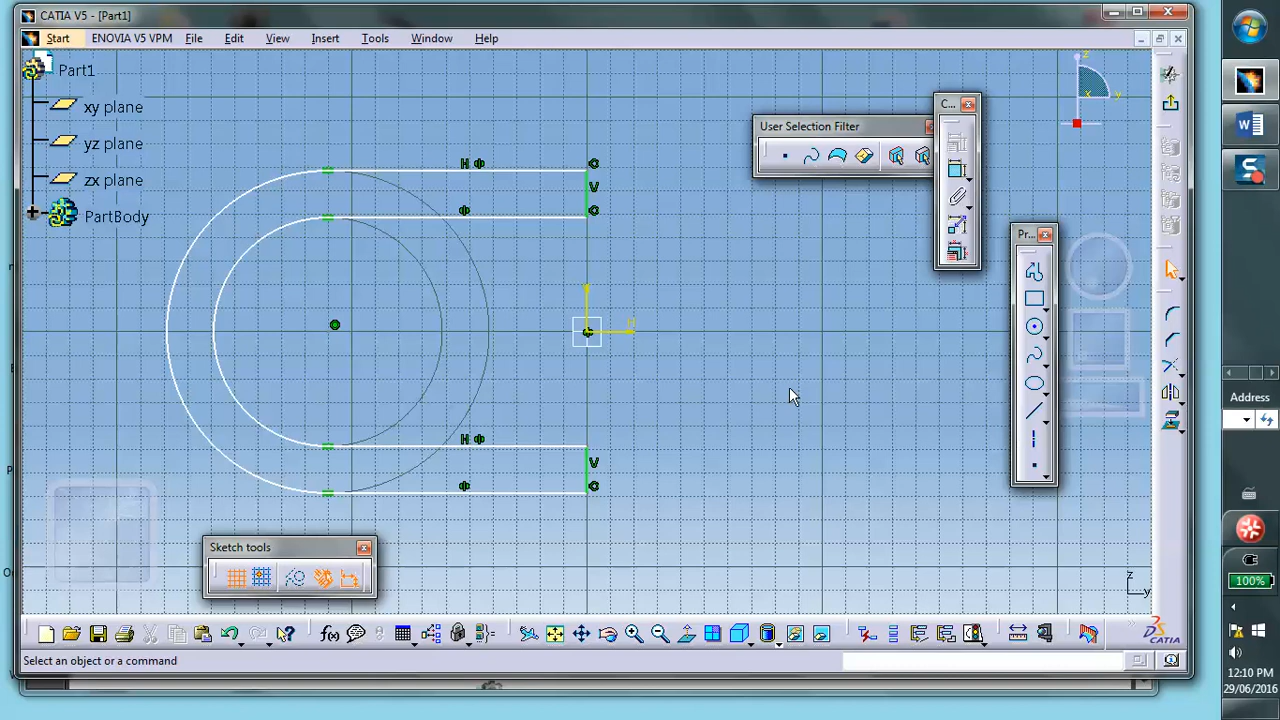 CATIA V5 - [Part1]
Start ENOVIA V5 VPM File Edit View Insert Tools Window Help
Part1
xy plane
yz plane
zx plane
PartBody
User Selection Filter
C...
Pr...
z
x
y
H
V
H
V
H
Sketch tools
z
y
f(x)
CATIA
Select an object or a command
Address
100%
12:10 PM
29/06/2016